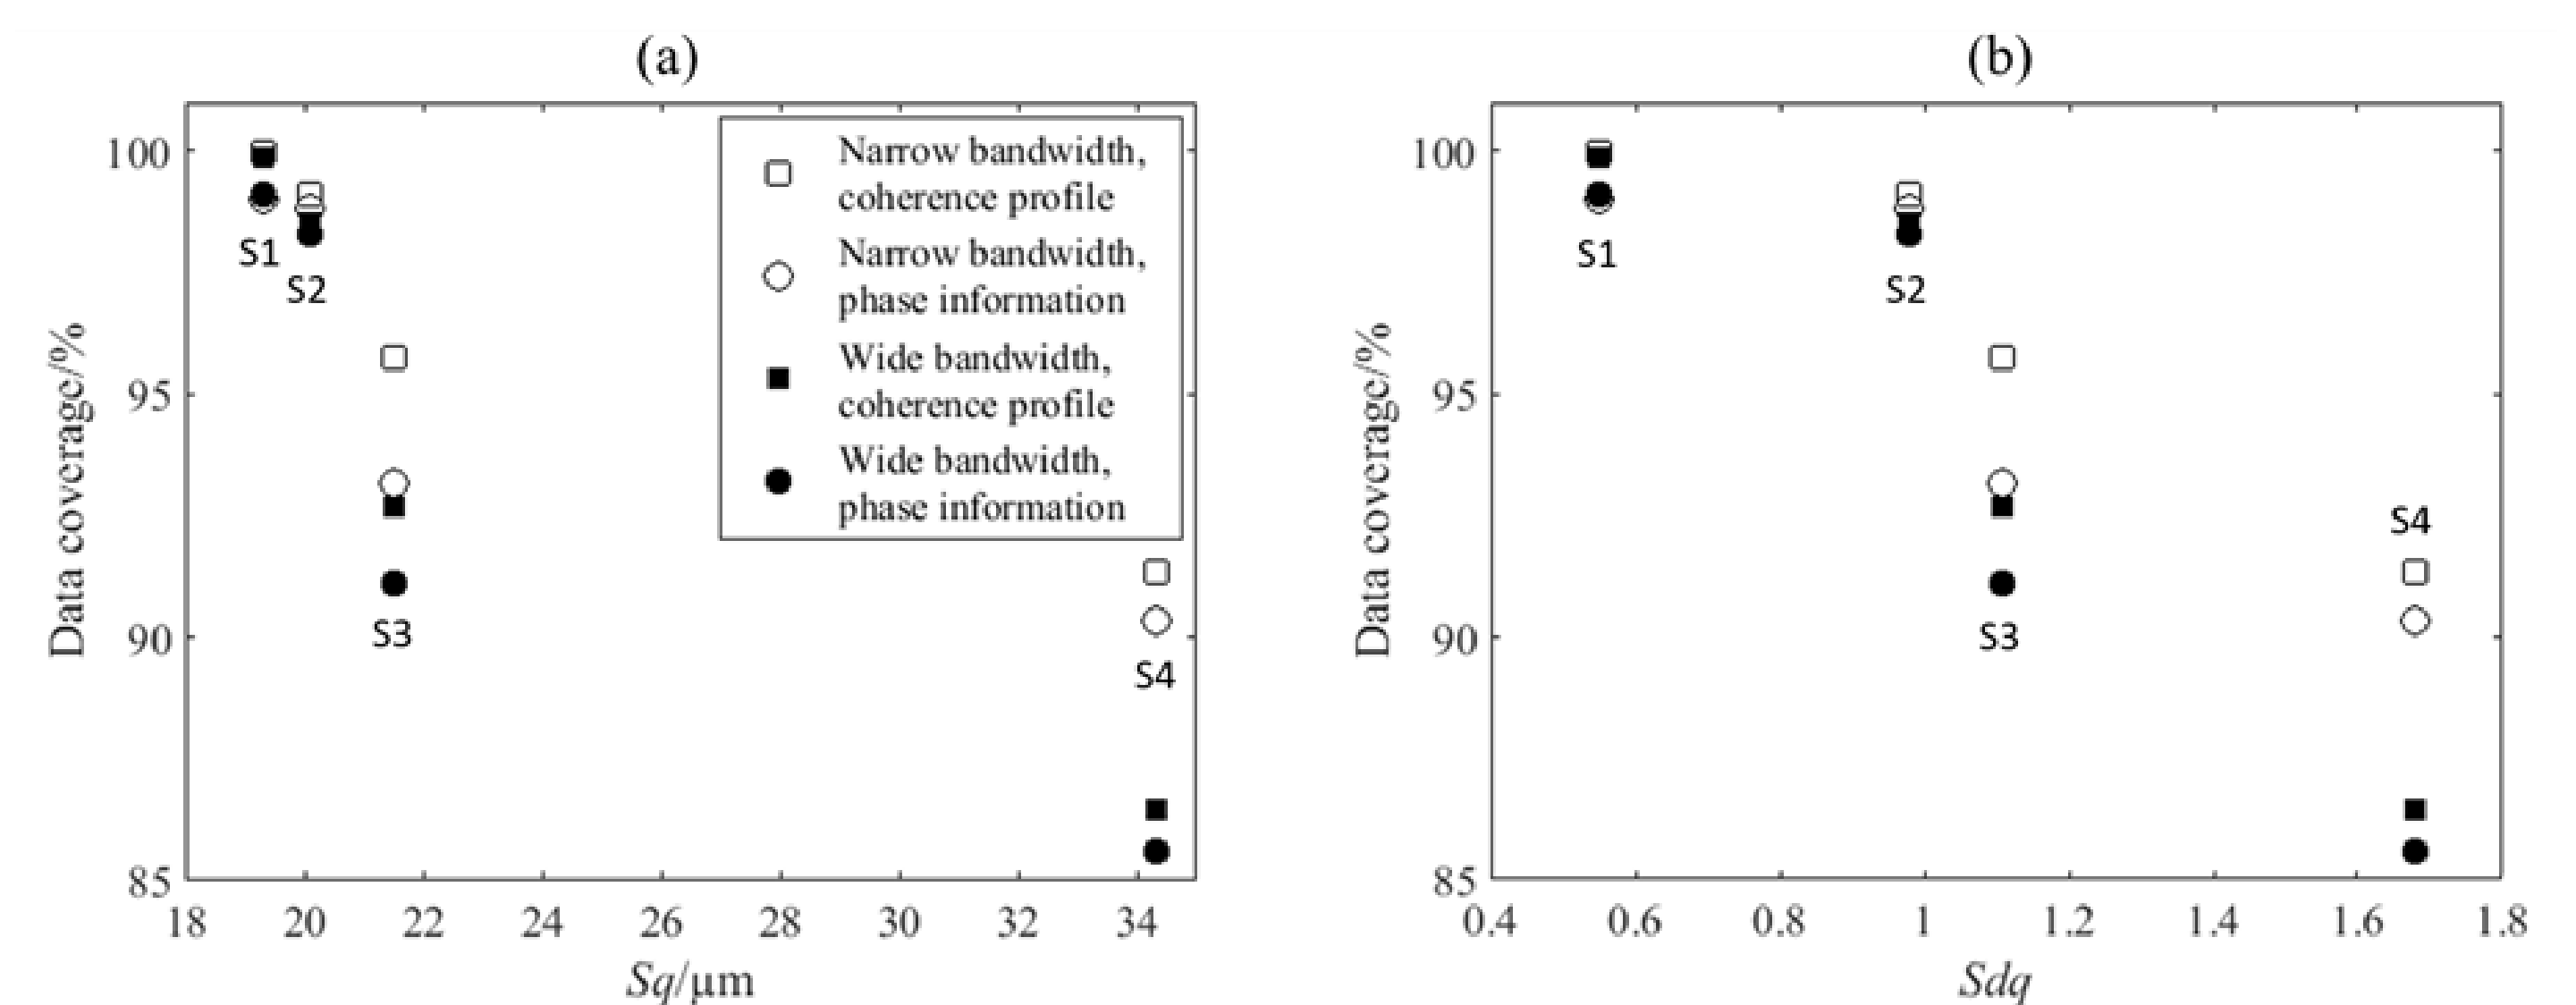 (a)
100
95
90
85
Data coverage/%
18 20 22 24 26 28 30 32 34
Sq/µm
S1
S2
S3
S4
Narrow bandwidth,
coherence profile
Narrow bandwidth,
phase information
Wide bandwidth,
coherence profile
Wide bandwidth,
phase information
(b)
100
95
90
85
Data coverage/%
0.4 0.6 0.8 1 1.2 1.4 1.6 1.8
Sdq
S1
S2
S3
S4